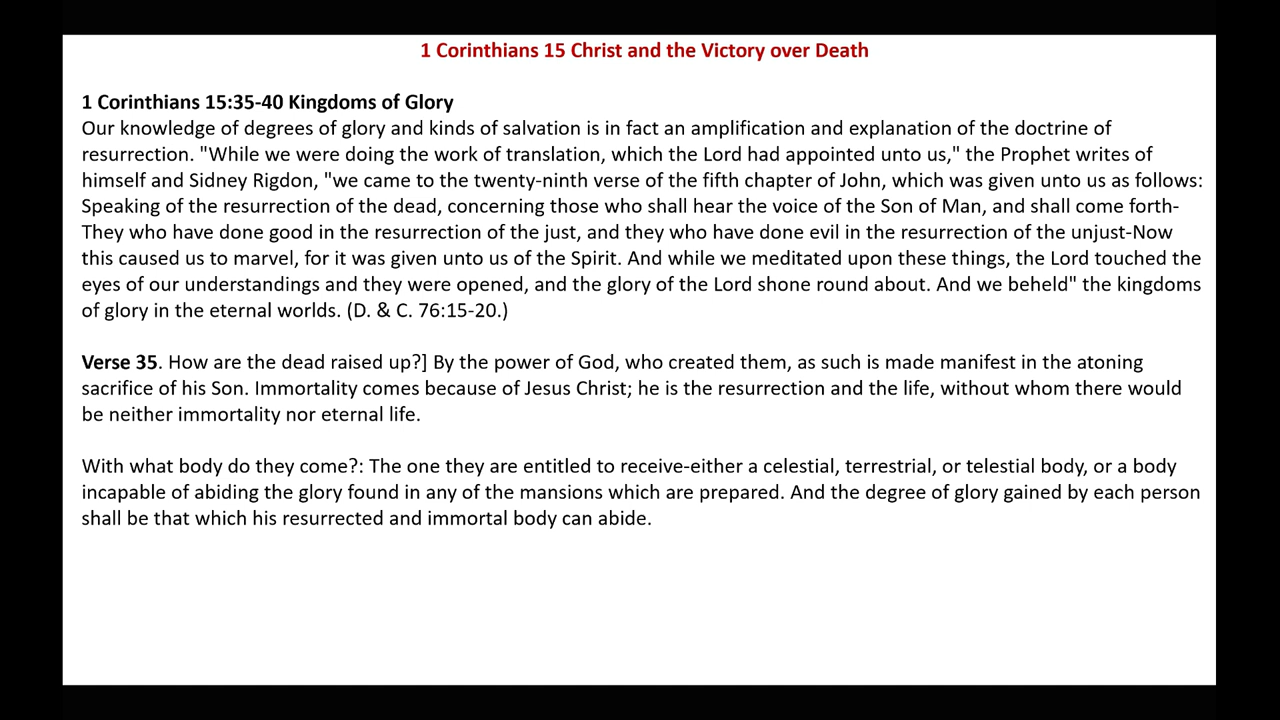 1 Corinthians 15 Christ and the Victory over Death
1 Corinthians 15:35-40 Kingdoms of Glory
Our knowledge of degrees of glory and kinds of salvation is in fact an amplification and explanation of the doctrine of
resurrection. "While we were doing the work of translation, which the Lord had appointed unto us," the Prophet writes of
himself and Sidney Rigdon, "we came to the twenty-ninth verse of the fifth chapter of John, which was given unto us as follows:
Speaking of the resurrection of the dead, concerning those who shall hear the voice of the Son of Man, and shall come forth-
They who have done good in the resurrection of the just, and they who have done evil in the resurrection of the unjust-Now
this caused us to marvel, for it was given unto us of the Spirit. And while we meditated upon these things, the Lord touched the
eyes of our understandings and they were opened, and the glory of the Lord shone round about. And we beheld" the kingdoms
of glory in the eternal worlds. (D. & C. 76:15-20.)
Verse 35. How are the dead raised up?] By the power of God, who created them, as such is made manifest in the atoning
sacrifice of his Son. Immortality comes because of Jesus Christ; he is the resurrection and the life, without whom there would
be neither immortality nor eternal life.
With what body do they come?: The one they are entitled to receive-either a celestial, terrestrial, or telestial body, or a body
incapable of abiding the glory found in any of the mansions which are prepared. And the degree of glory gained by each person
shall be that which his resurrected and immortal body can abide.